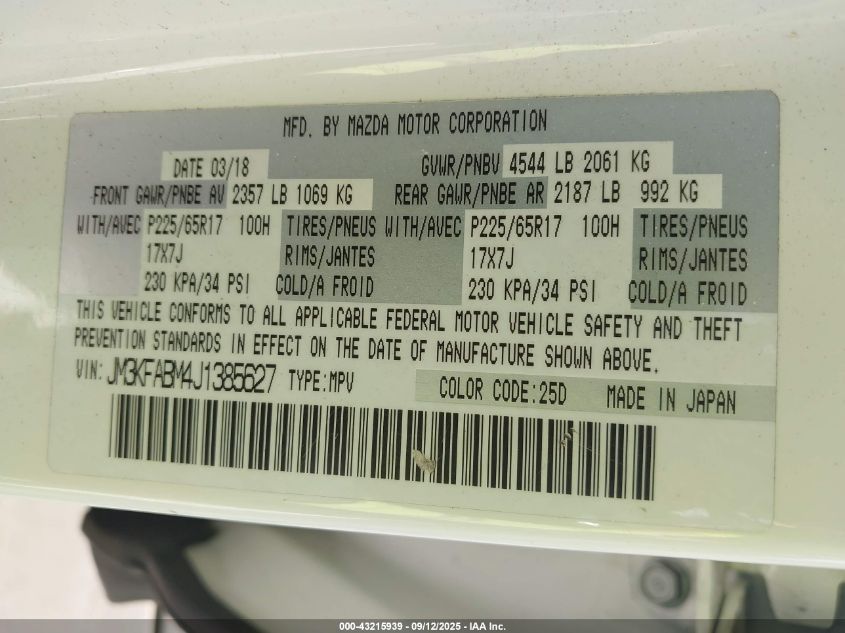 MFD. BY MAZDA MOTOR CORPORATION
DATE 03/18 GVWR/PNBV 4544 LB 2061 KG
FRONT GAWR/PNBE AV 2357 LB 1069 KG REAR GAWR/PNBE AR 2187 LB 992 KG
WITH/AVEC P225/65R17 100H TIRES/PNEUS WITH/AVEC P225/65R17 100H TIRES/PNEUS
17X7J RIMS/JANTES 17X7J RIMS/JANTES
230 KPA/34 PSI COLD/A FROID 230 KPA/34 PSI COLD/A FROID
THIS VEHICLE CONFORMS TO ALL APPLICABLE FEDERAL MOTOR VEHICLE SAFETY AND THEFT
PREVENTION STANDARDS IN EFFECT ON THE DATE OF MANUFACTURE SHOWN ABOVE.
VIN: JM3KFABM4J1385627 TYPE:MPV COLOR CODE:25D MADE IN JAPAN
000-43215939 - 09/12/2025 - IAA Inc.